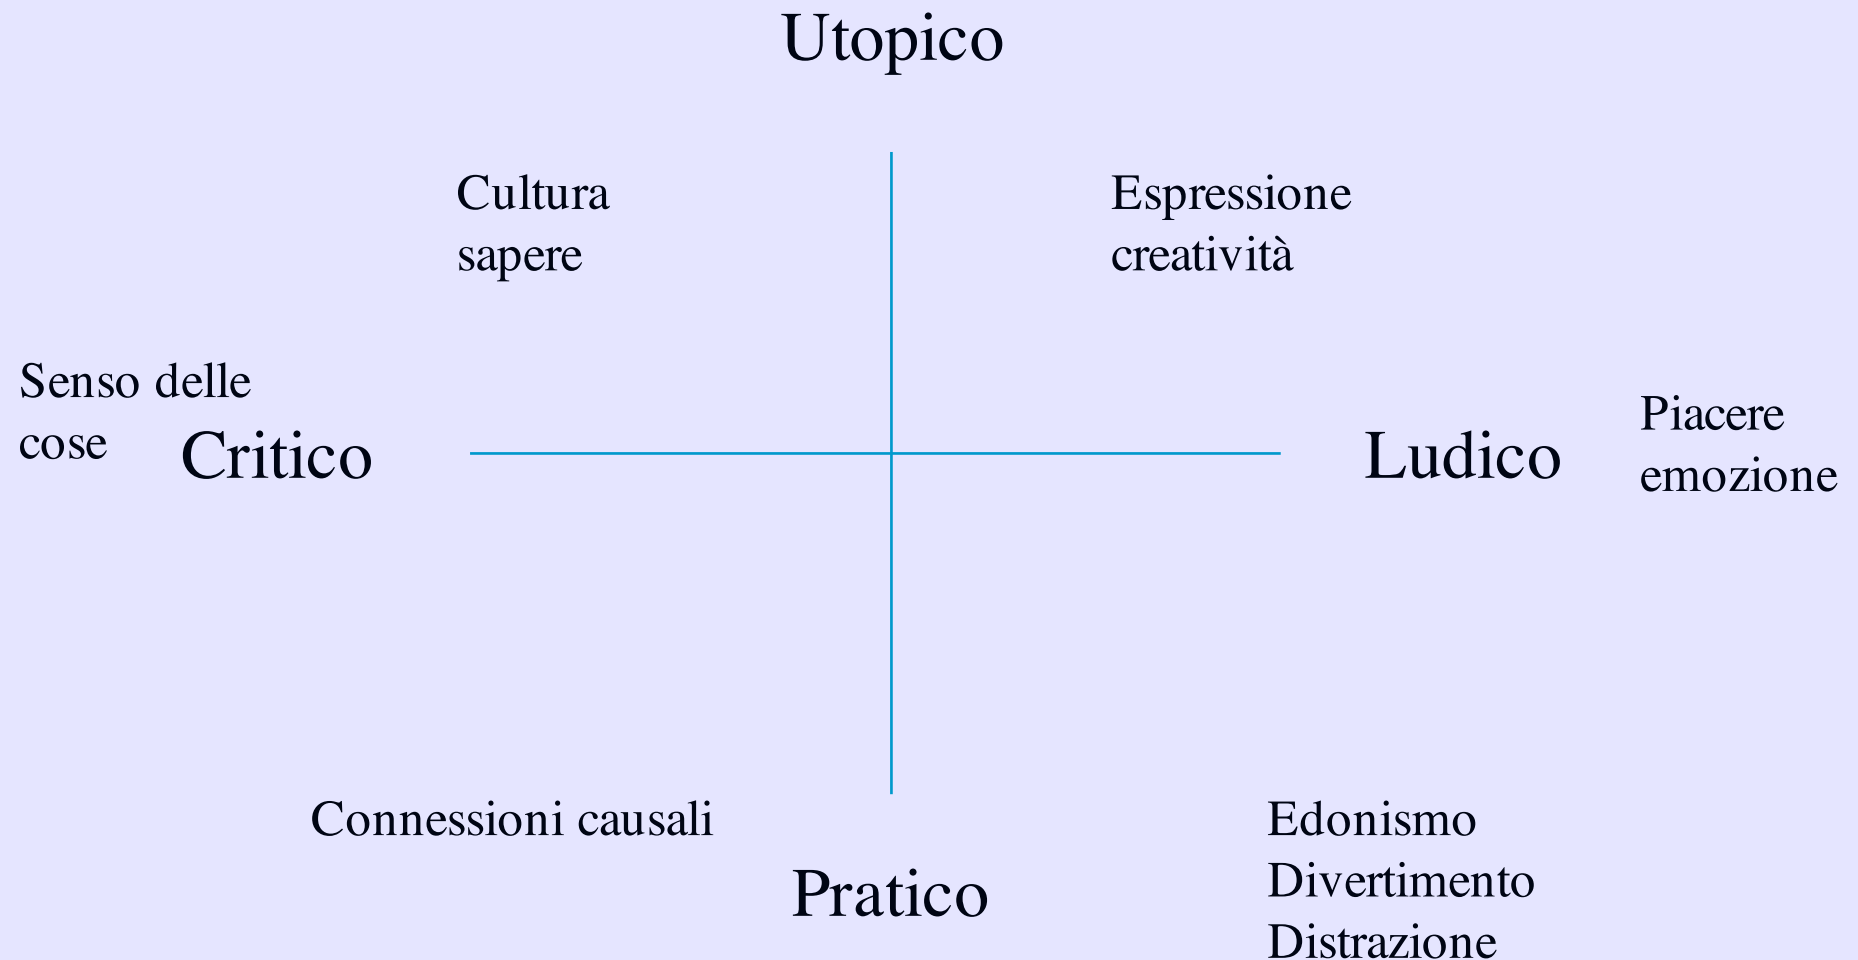 Utopico
Cultura
sapere
Espressione
creatività
Senso delle
cose
Critico
Ludico
Piacere
emozione
Connessioni causali
Pratico
Edonismo
Divertimento
Distrazione